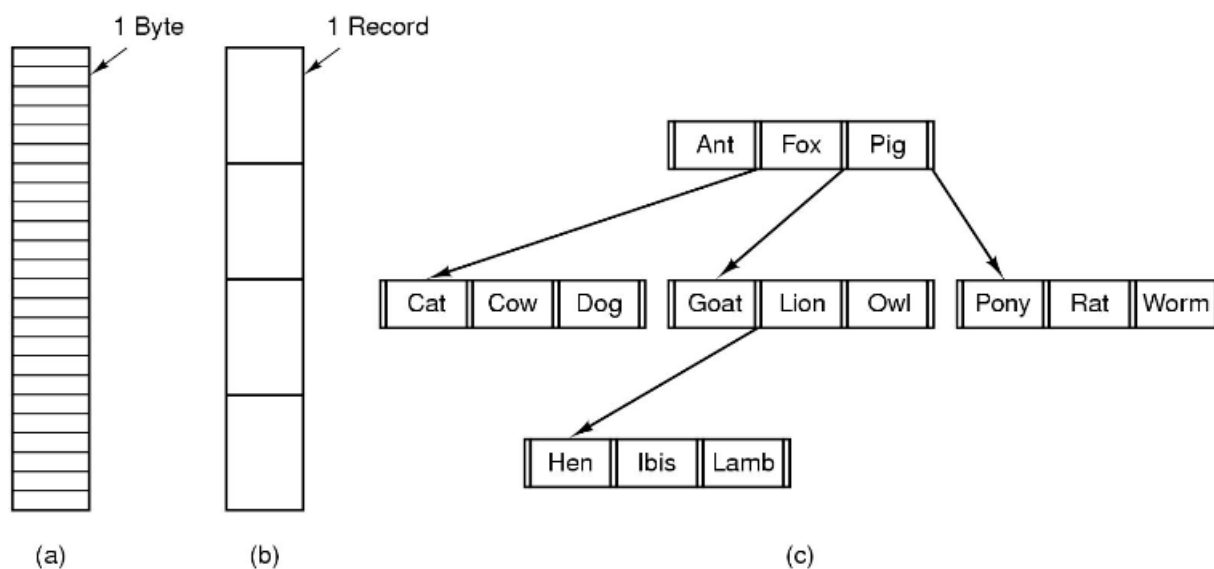 1 Byte
1 Record
Ant Fox Pig
Cat Cow Dog
Goat Lion Owl
Pony Rat Worm
Hen Ibis Lamb
(a)
(b)
(c)